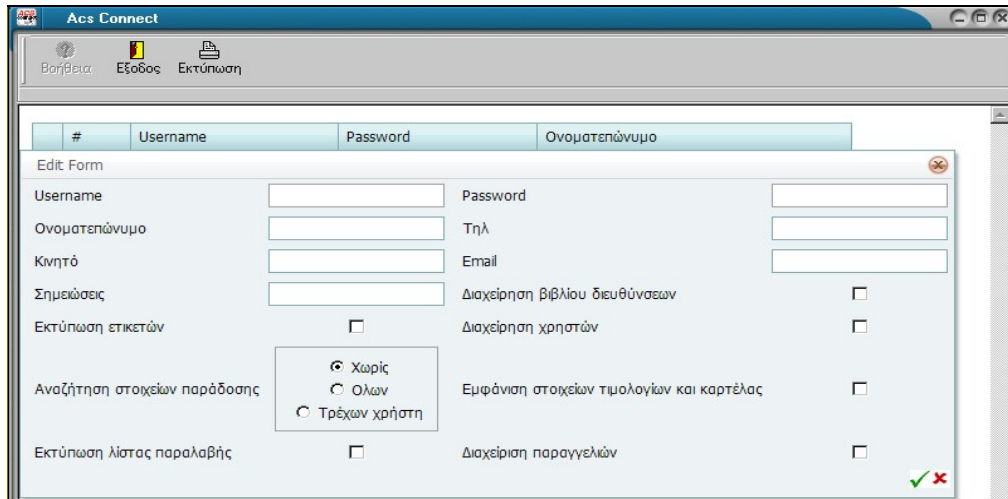 Acs Connect
Βοήθεια Εξοδος Εκτύπωση
# Username Password Ονοματεπώνυμο
Edit Form
Username Password
Ονοματεπώνυμο Τηλ
Κινητό Email
Σημειώσεις Διαχείρηση βιβλίου διευθύνσεων
Εκτύπωση ετικετών Διαχείρηση χρηστών
Χωρίς
Αναζήτηση στοιχείων παράδοσης Ολων Εμφάνιση στοιχείων τιμολογίου και καρτέλας
Τρέχων χρήστη
Εκτύπωση λίστας παραλαβής Διαχείριση παραγγελιών